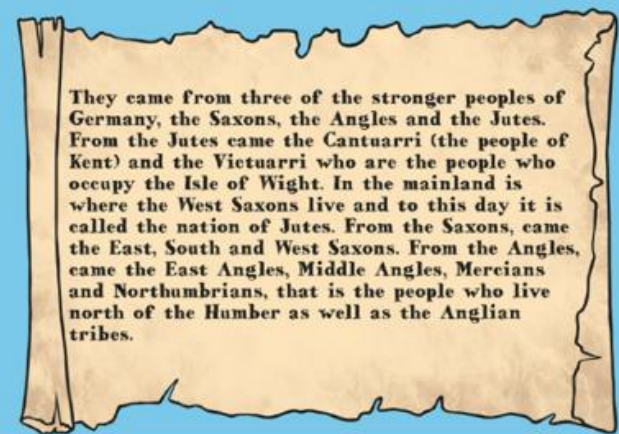 They came from three of the stronger peoples of
Germany, the Saxons, the Angles and the Jutes.
From the Jutes came the Cantuarri (the people of
Kent) and the Victuarri who are the people who
occupy the Isle of Wight. In the mainland is
where the West Saxons live and to this day it is
called the nation of Jutes. From the Saxons, came
the East, South and West Saxons. From the Angles,
came the East Angles, Middle Angles, Mercians
and Northumbrians, that is the people who live
north of the Humber as well as the Anglian
tribes.